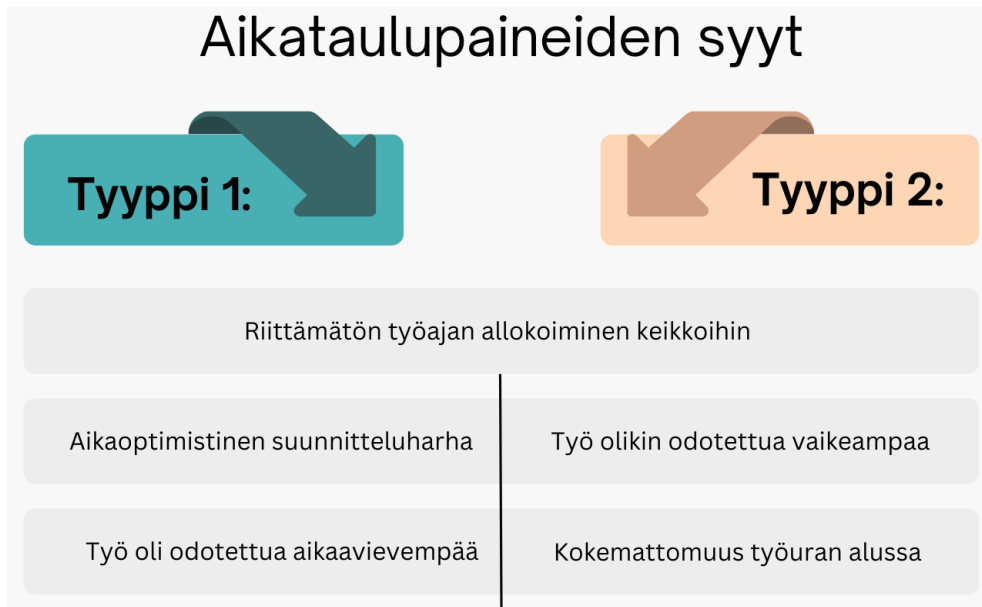 Aikataulupaineiden syyt
Tyyppi 1:
Tyyppi 2:
Riittämätön työajan allokoiminen keikkoihin
Aikaoptimistinen suunnitteluharha
Työ olikin odotettua vaikeampaa
Työ oli odotettua aikaavievempää
Kokemattomuus työuran alussa